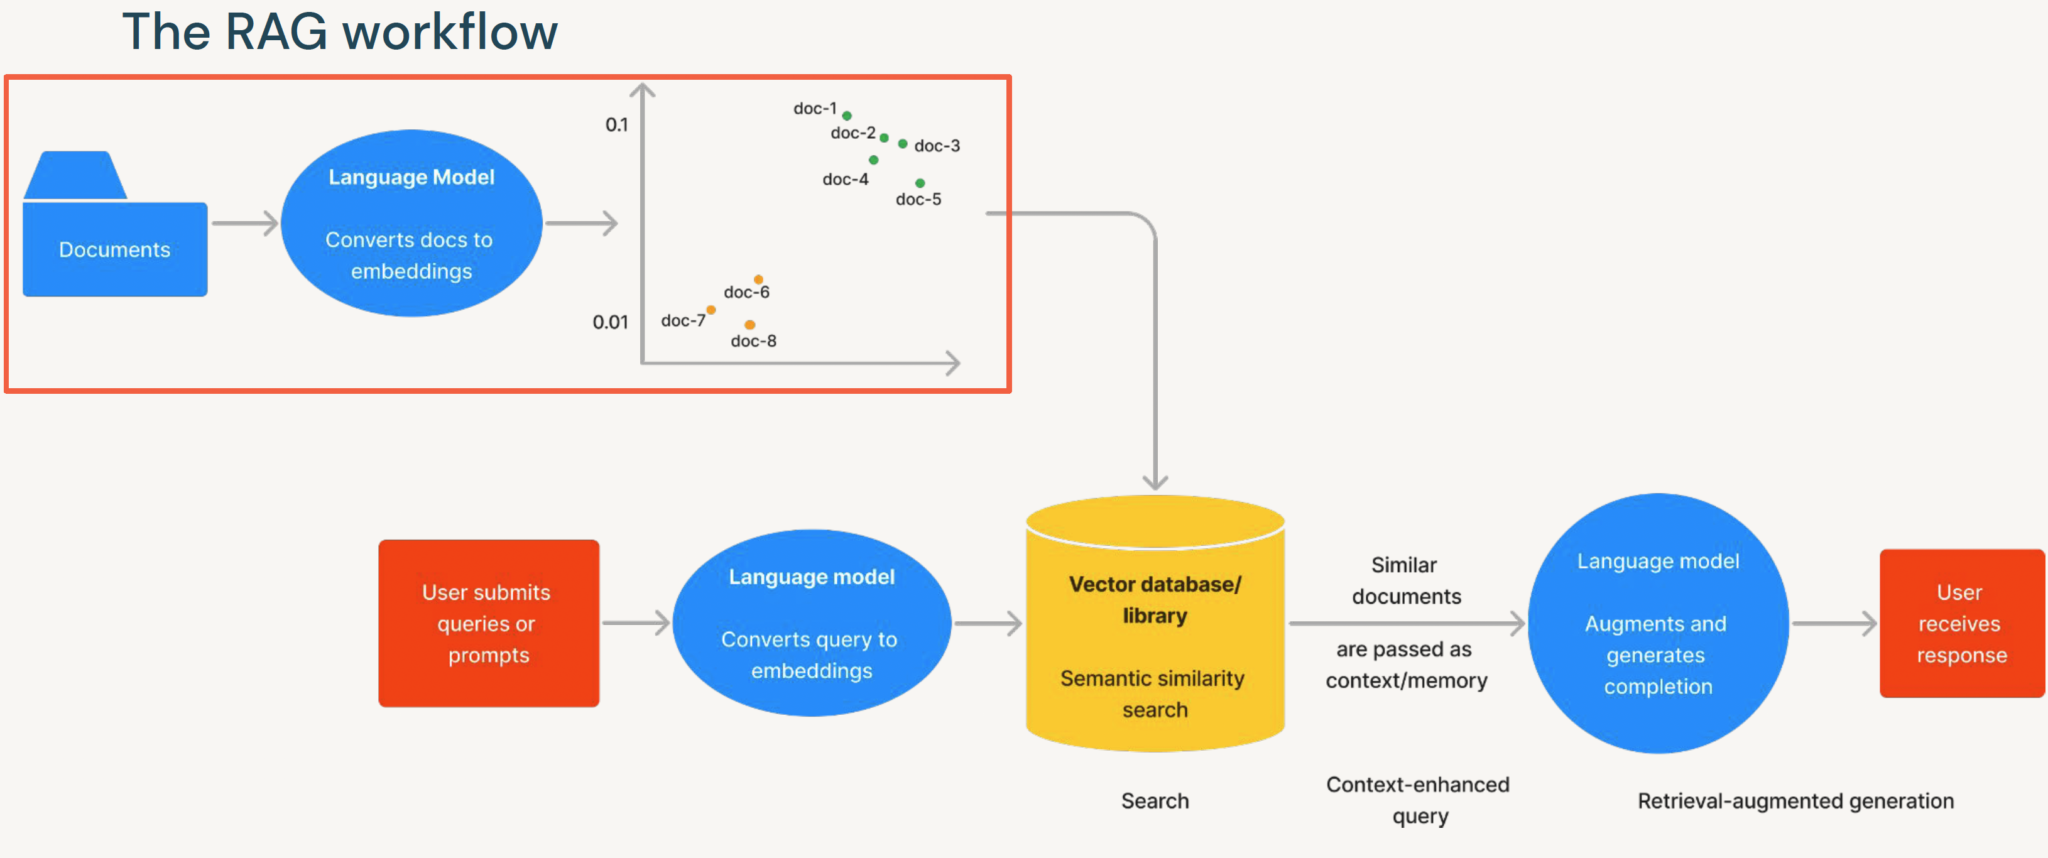 The RAG workflow
Documents
Language Model
Converts docs to
embeddings
0.1
0.01
doc-1
doc-2
doc-3
doc-4
doc-5
doc-6
doc-7
doc-8
User submits
queries or
prompts
Language model
Converts query to
embeddings
Vector database/
library
Semantic similarity
search
Similar
documents
are passed as
context/memory
Language model
Augments and
generates
completion
User
receives
response
Search
Context-enhanced
query
Retrieval-augmented generation